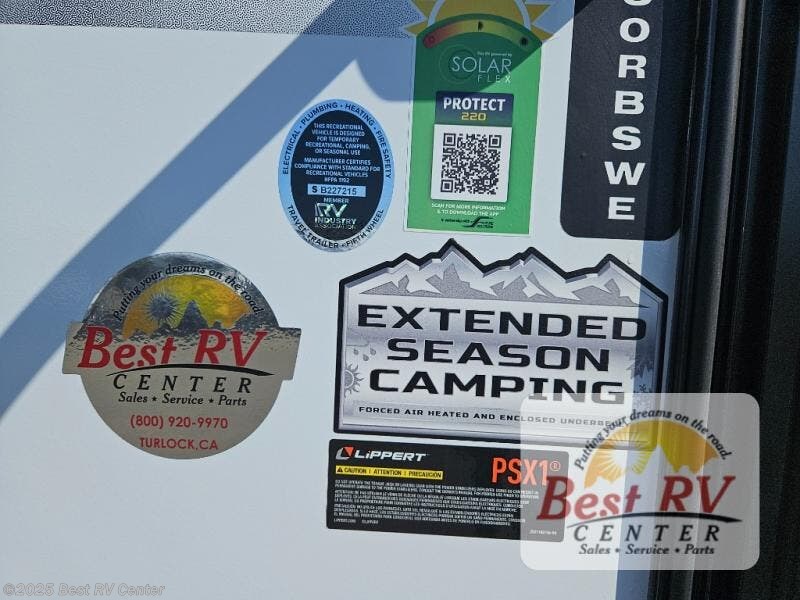 SOLAR
FLEX
PROTECT
220
SCAN FOR MORE INFORMATION
& TO DOWNLOAD THE APP
OORBSWE
ELECTRICAL • PLUMBING • HEATING • FIRE SAFETY
THIS RECREATIONAL
VEHICLE IS DESIGNED
FOR TEMPORARY
RECREATIONAL, CAMPING,
OR SEASONAL USE
MANUFACTURER CERTIFIES
COMPLIANCE WITH STANDARD FOR
RECREATIONAL VEHICLES
NFPA 1192
S B227215
MEMBER
RV
INDUSTRY
ASSOCIATION
TRAVEL TRAILER • FIFTH WHEEL
Putting your dreams on the road.
Best RV
CENTER
Sales • Service • Parts
(800) 920-9970
TURLOCK, CA
EXTENDED
SEASON
CAMPING
FORCED AIR HEATED AND ENCLOSED UNDERBE
LIPPERT
PSX1®
CAUTION | ATTENTION | PRECAUCIÓN
Putting your dreams on the road.
Best RV
CENTER
Sales • Service • Parts
©2025 Best RV Center